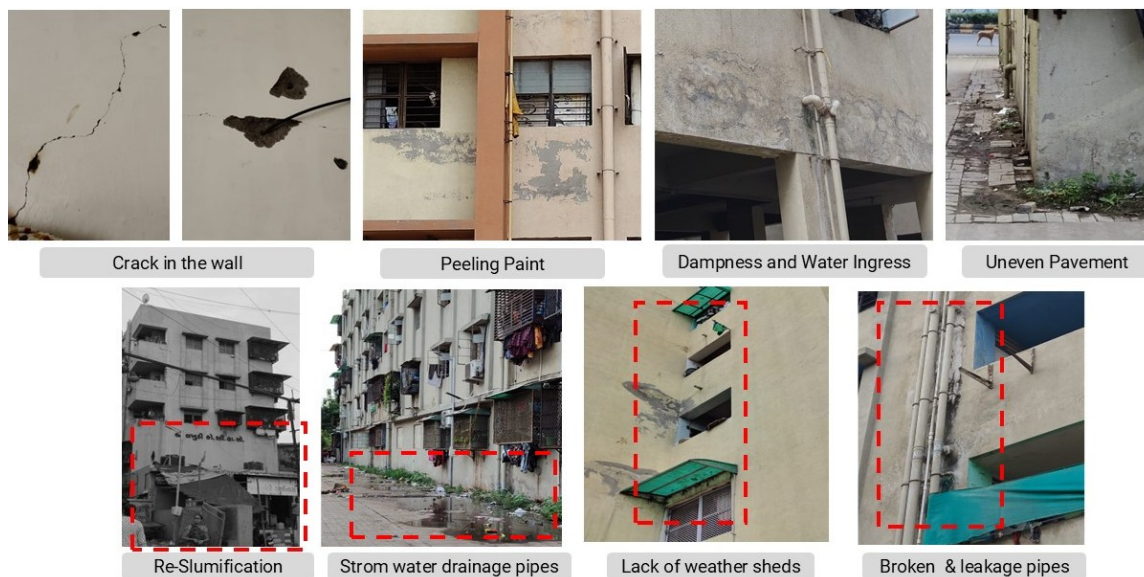 Crack in the wall
Peeling Paint
Dampness and Water Ingress
Uneven Pavement
Re-Slumification
Strom water drainage pipes
Lack of weather sheds
Broken & leakage pipes